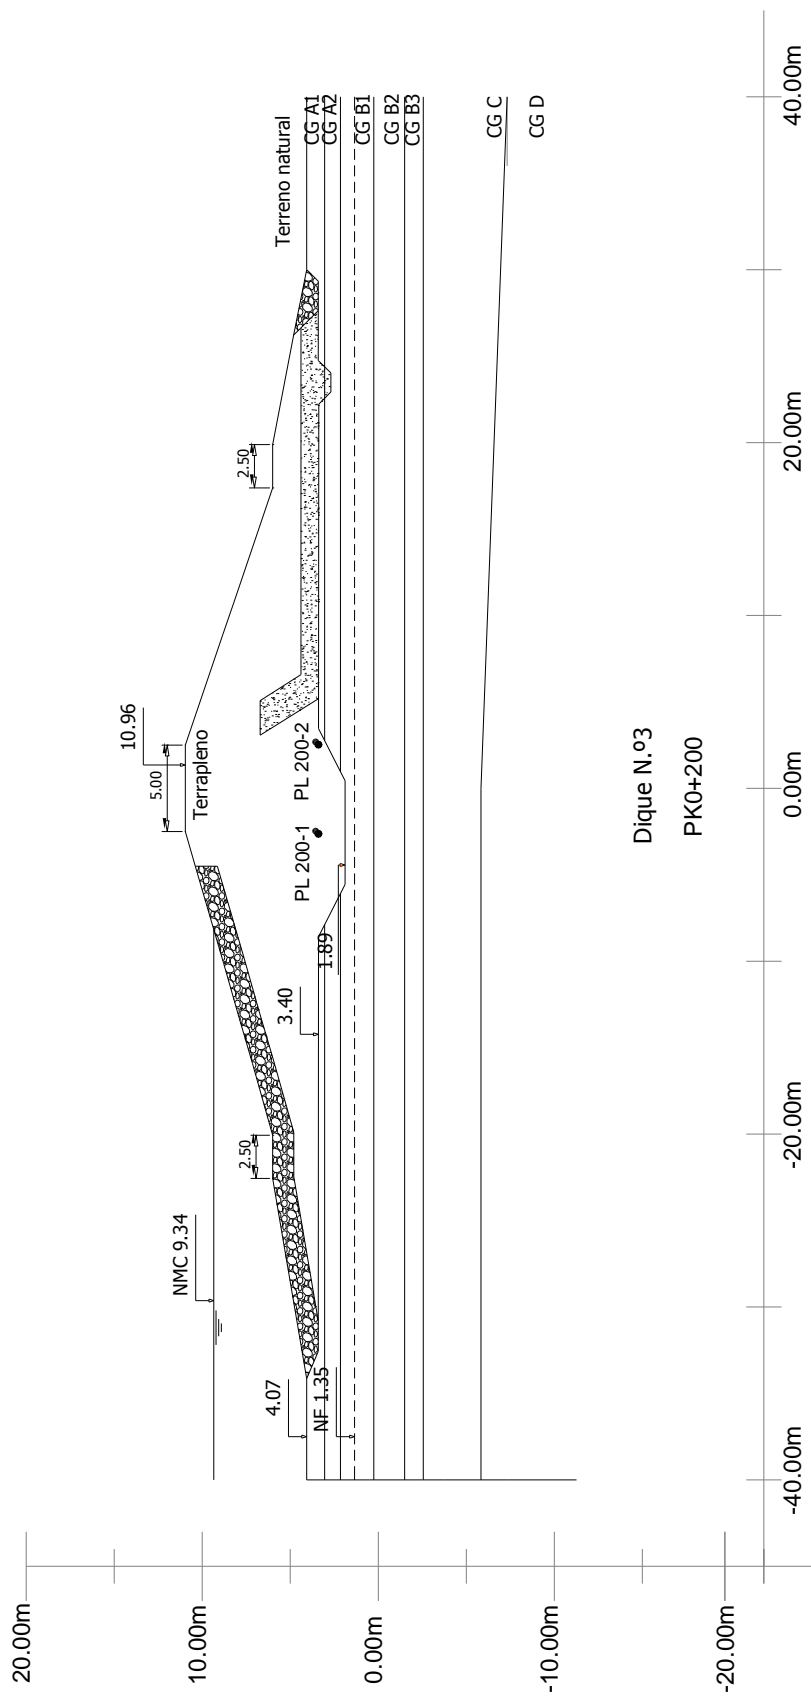 20.00m
10.00m
0.00m
-10.00m
-20.00m
10.96
5.00
Terrapleno
NMC 9.34
2.50
2.50
Terreno natural
4.07
NF 1.35
3.40
1.89
PL 200-1
PL 200-2
CG A1
CG A2
CG B1
CG B2
CG B3
CG C
CG D
Dique N.º3
PK0+200
-40.00m
-20.00m
0.00m
20.00m
40.00m